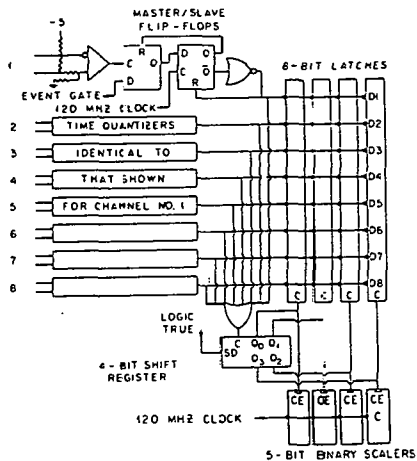 -5
MASTER/SLAVE
FLIP-FLOPS
8-BIT LATCHES
1
R
C
D
O
D
C
R
O
Ō
EVENT GATE
120 MHZ CLOCK
D1
2
TIME QUANTIZERS
D2
3
IDENTICAL TO
D3
4
THAT SHOWN
D4
5
FOR CHANNEL NO. 1
D5
6
D6
7
D7
8
D8
C
C
C
C
LOGIC
TRUE
C
Q0
Q1
SD
Q3
Q2
4-BIT SHIFT
REGISTER
120 MHZ CLOCK
CE
CE
CE
CE
C
5-BIT BINARY SCALERS